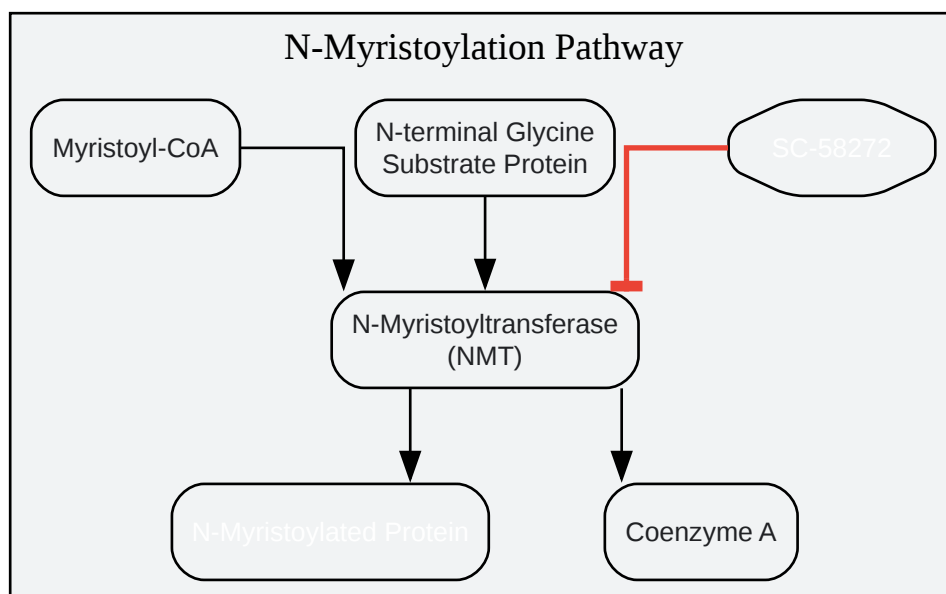 N-Myristoylation Pathway
Myristoyl-CoA
N-terminal Glycine
Substrate Protein
SC-58272
N-Myristoyltransferase
(NMT)
N-Myristoylated Protein
Coenzyme A